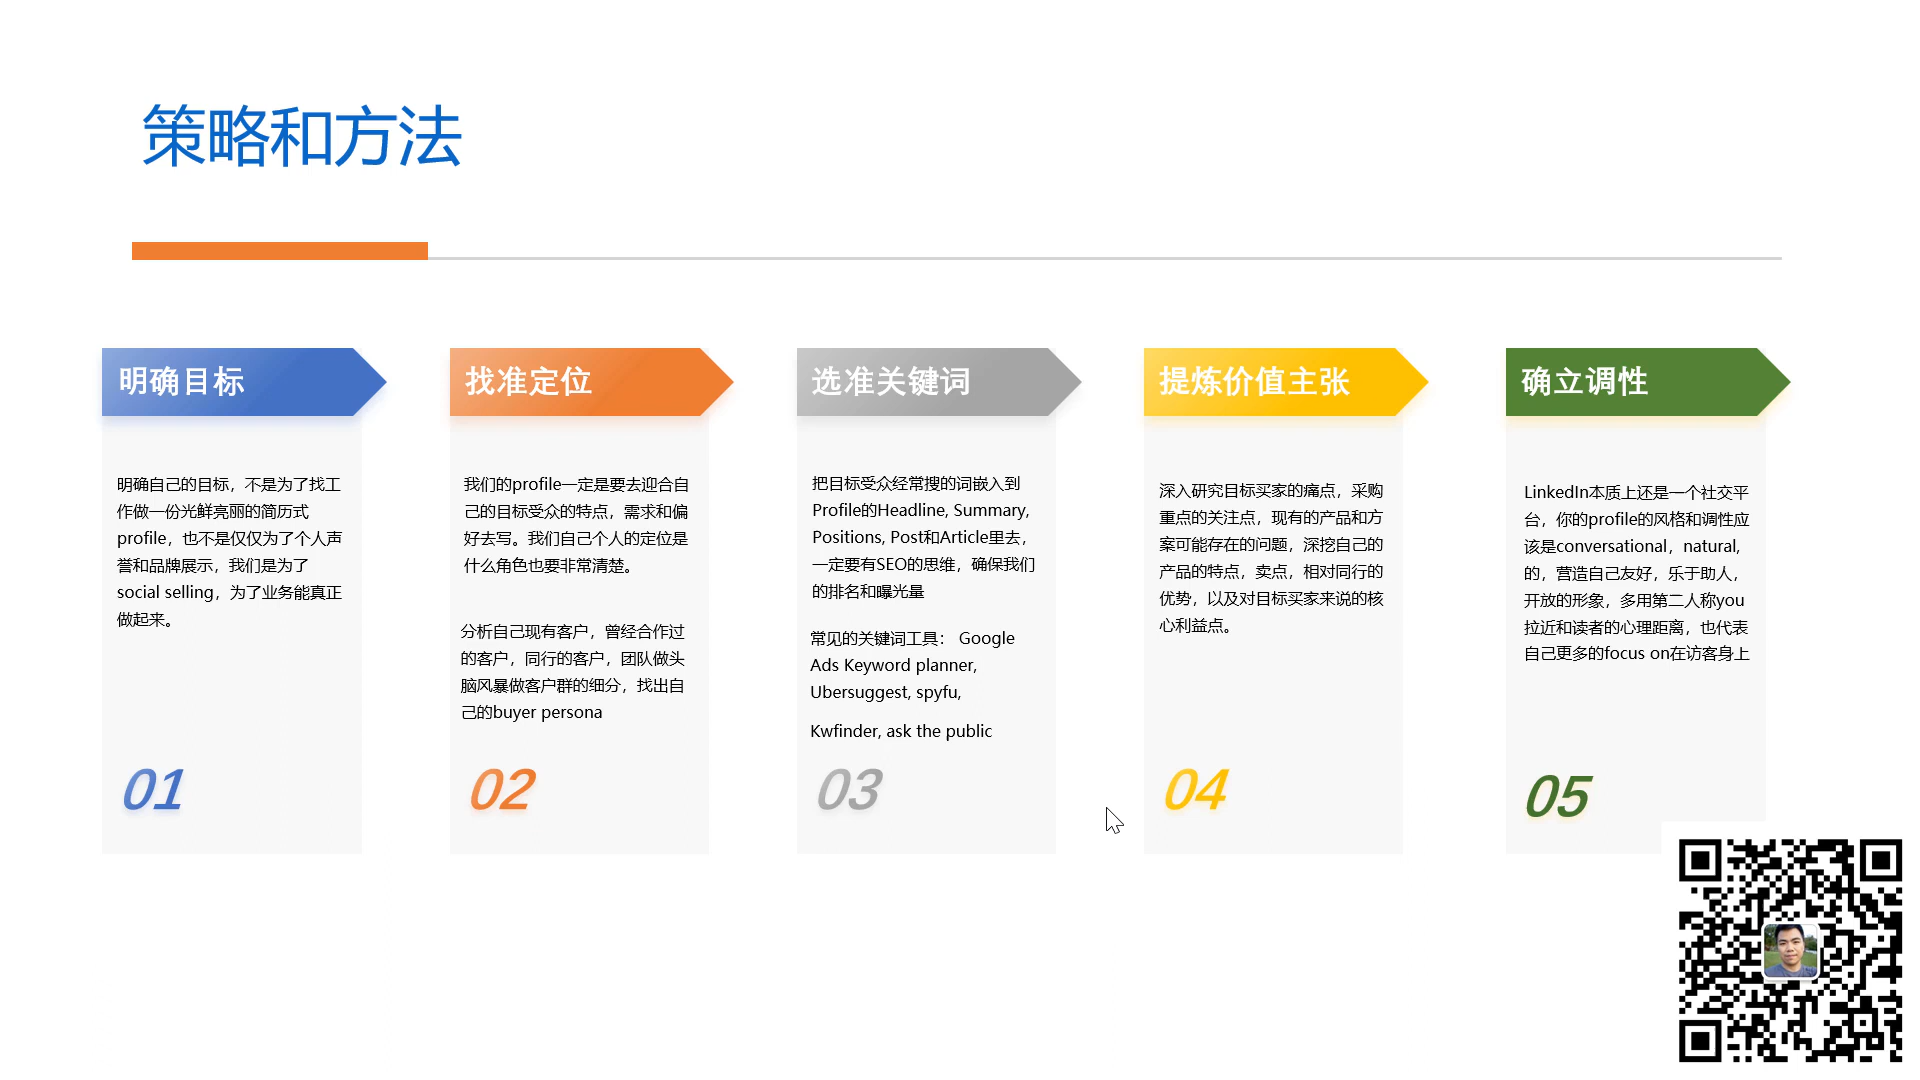 策略和方法
明确目标
明确自己的目标，不是为了找工
作做一份光鲜亮丽的简历式
profile，也不是仅仅为了个人声
誉和品牌展示，我们是为了
social selling，为了业务能真正
做起来。
01
找准定位
我们的profile一定是要去迎合自
己的目标受众的特点，需求和偏
好去写。我们自己个人的定位是
什么角色也要非常清楚。
分析自己现有客户，曾经合作过
的客户，同行的客户，团队做头
脑风暴做客户群的细分，找出自
己的buyer persona
02
选准关键词
把目标受众经常搜的词嵌入到
Profile的Headline, Summary,
Positions, Post和Article里去，
一定要有SEO的思维，确保我们
的排名和曝光量
常见的关键词工具： Google
Ads Keyword planner,
Ubersuggest, spyfu,
Kwfinder, ask the public
03
提炼价值主张
深入研究目标买家的痛点，采购
重点的关注点，现有的产品和方
案可能存在的问题，深挖自己的
产品的特点，卖点，相对同行的
优势，以及对目标买家来说的核
心利益点。
04
确立调性
LinkedIn本质上还是一个社交平
台，你的profile的风格和调性应
该是conversational，natural,
的，营造自己友好，乐于助人，
开放的形象，多用第二人称you
拉近和读者的心理距离，也代表
自己更多的focus on在访客身上
05